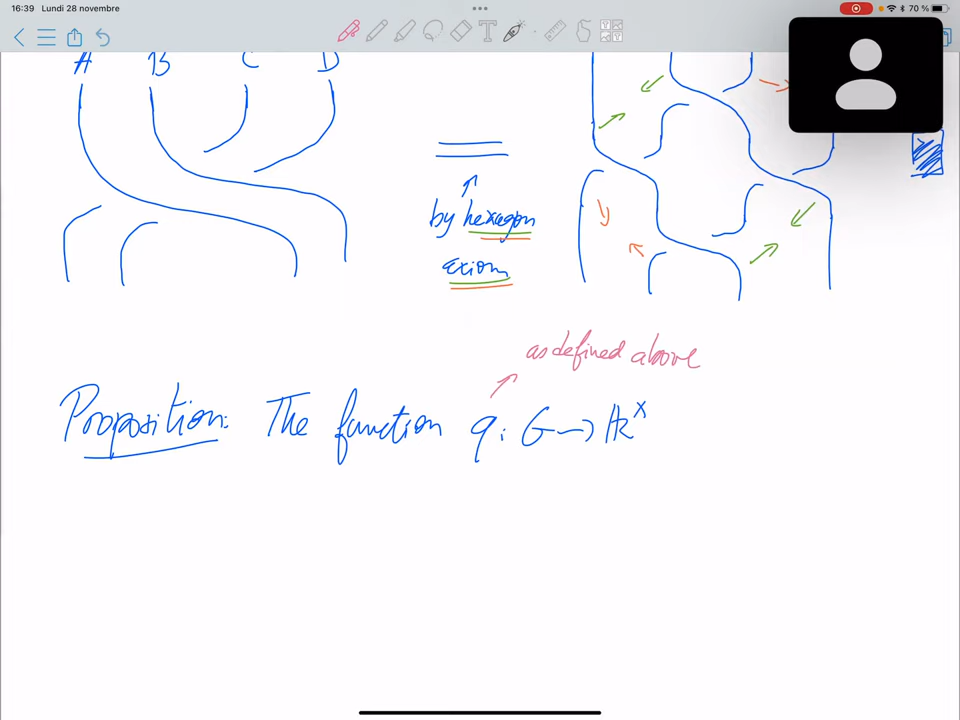 16:39 Lundi 28 novembre
70 %
A B C D
by hexagon
axiom
as defined above
Proposition: The function q: G → k^x